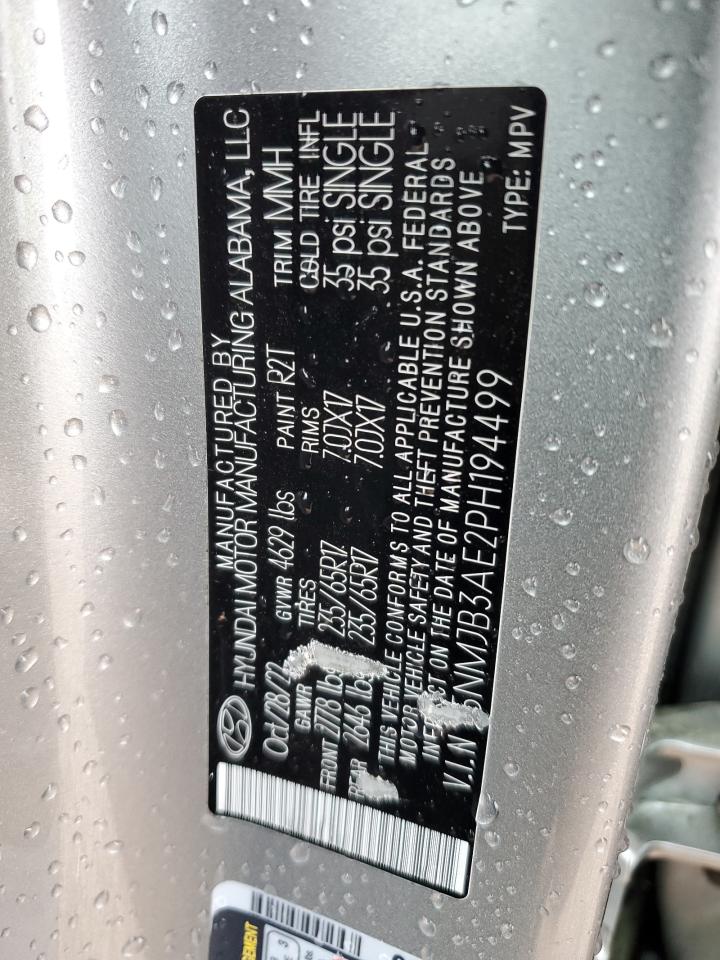 MANUFACTURED BY
HYUNDAI MOTOR MANUFACTURING ALABAMA, LLC
Oct/28/22 GVWR 4629 lbs PAINT R2T TRIM MMH
GAWR TIRES RIMS COLD TIRE INFL
FRONT 2778 lbs 235/65R17 7.0JX17 35 psi SINGLE
REAR 2646 lbs 235/65R17 7.0JX17 35 psi SINGLE
THIS VEHICLE CONFORMS TO ALL APPLICABLE U.S.A. FEDERAL
MOTOR VEHICLE SAFETY AND THEFT PREVENTION STANDARDS
IN EFFECT ON THE DATE OF MANUFACTURE SHOWN ABOVE
V.I.N 5NMJB3AE2PH194499 TYPE: MPV